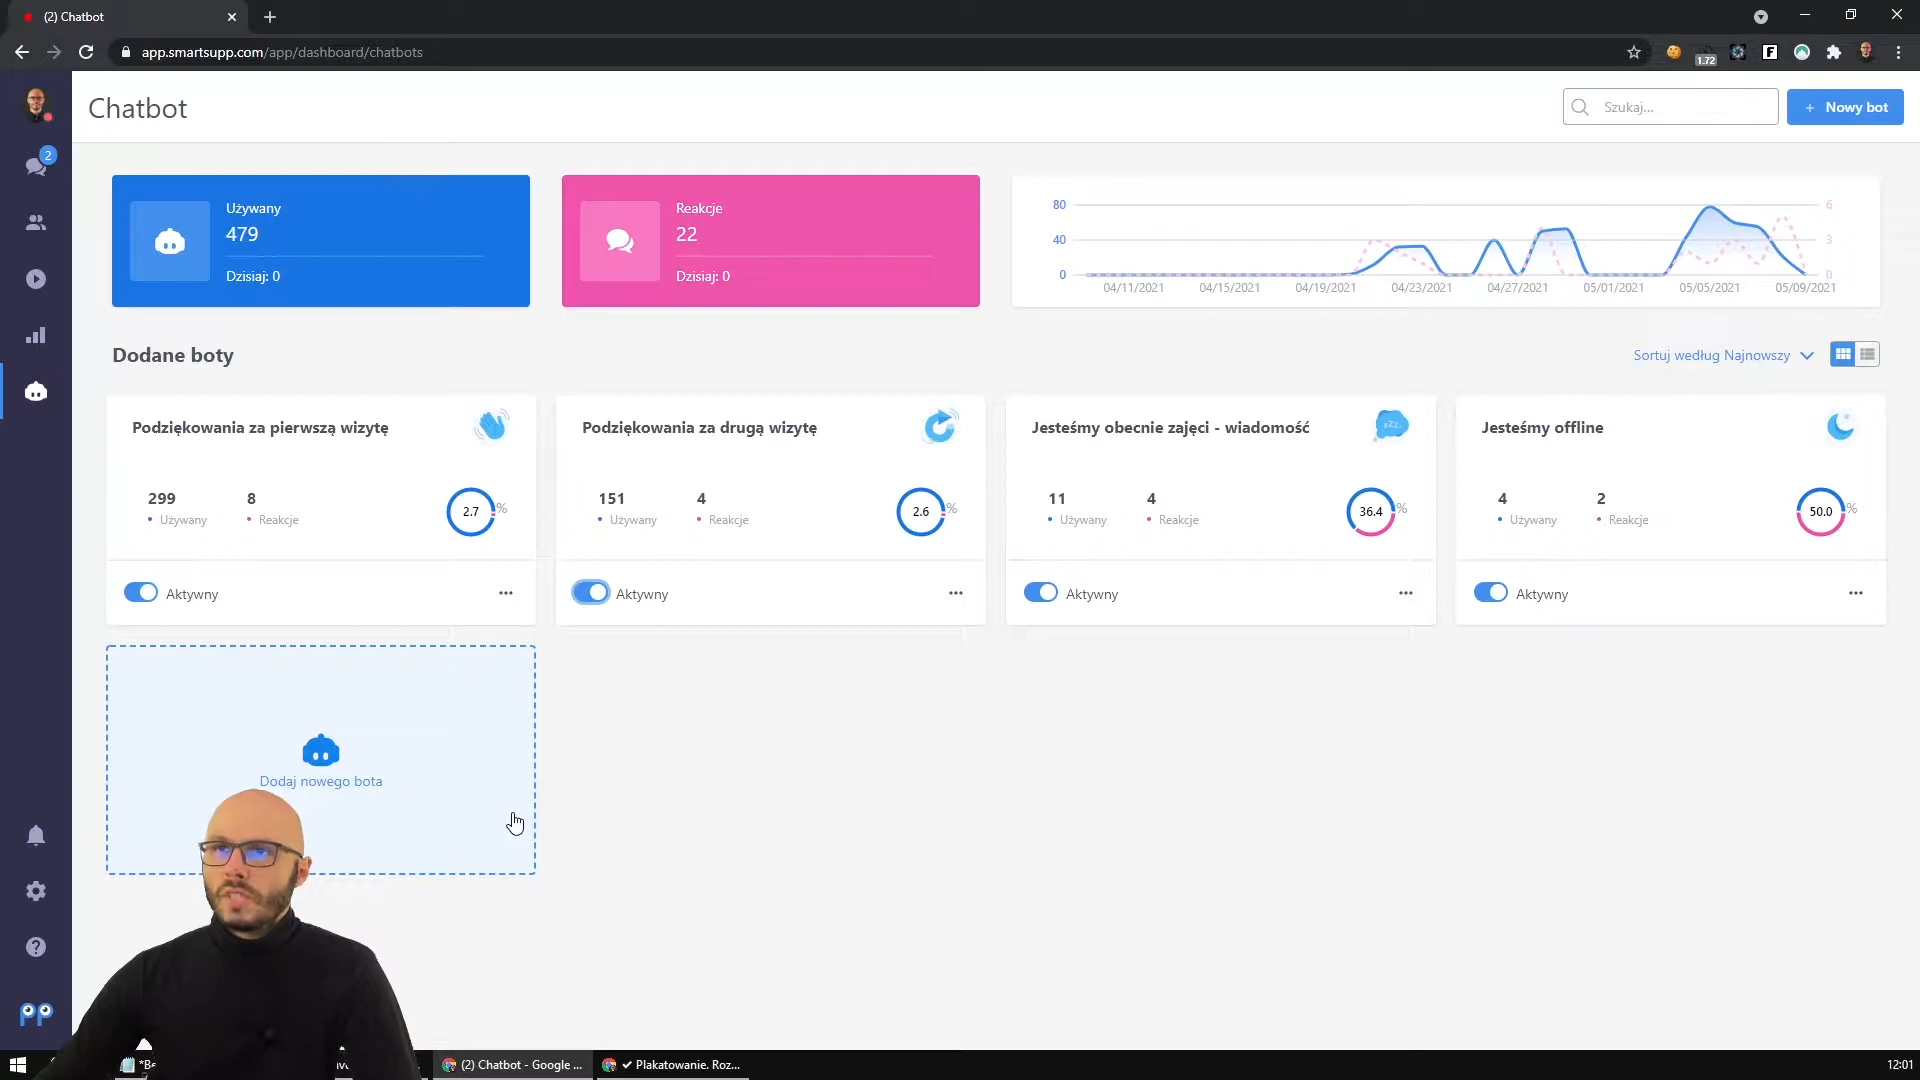 (2) Chatbot
app.smartsupp.com/app/dashboard/chatbots
1.72
Chatbot
Szukaj...
+ Nowy bot
2
Używany
479
Dzisiaj: 0
Reakcje
22
Dzisiaj: 0
80 6
40 3
0 0
04/11/2021 04/15/2021 04/19/2021 04/23/2021 04/27/2021 05/01/2021 05/05/2021 05/09/2021
Dodane boty
Sortuj według Najnowszy
Podziękowania za pierwszą wizytę
299 8
Używany Reakcje
2.7 %
Aktywny
Podziękowania za drugą wizytę
151 4
Używany Reakcje
2.6 %
Aktywny
Jesteśmy obecnie zajęci - wiadomość
zZZ
11 4
Używany Reakcje
36.4 %
Aktywny
Jesteśmy offline
4 2
Używany Reakcje
50.0 %
Aktywny
Dodaj nowego bota
PP
(2) Chatbot - Google ...
✓ Plakatowanie. Roz...
12:01